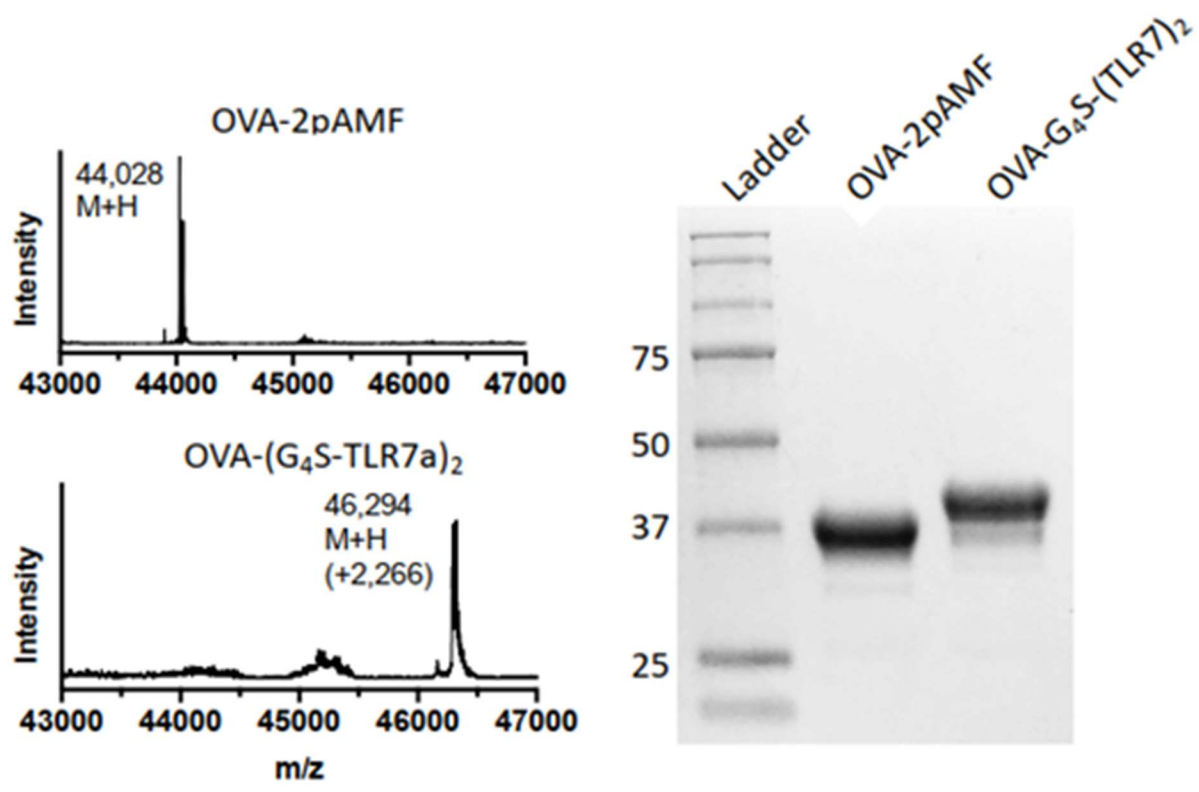 OVA-2pAMF
44,028
M+H
Intensity
43000 44000 45000 46000 47000
OVA-(G₄S-TLR7a)₂
46,294
M+H
(+2,266)
Intensity
43000 44000 45000 46000 47000
m/z
Ladder
OVA-2pAMF
OVA-G₄S-(TLR7)₂
75
50
37
25